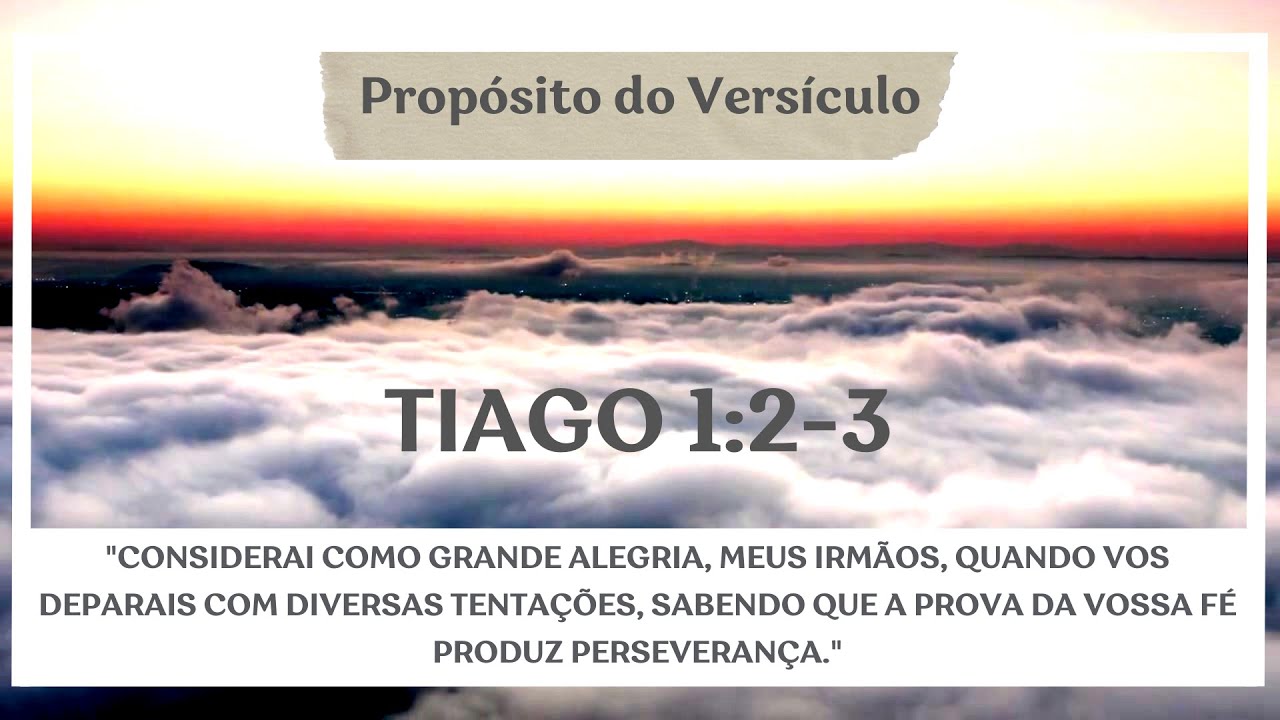 Propósito do Versículo
TIAGO 1:2-3
"CONSIDERAI COMO GRANDE ALEGRIA, MEUS IRMÃOS, QUANDO VOS
DEPARAIS COM DIVERSAS TENTAÇÕES, SABENDO QUE A PROVA DA VOSSA FÉ
PRODUZ PERSEVERANÇA."